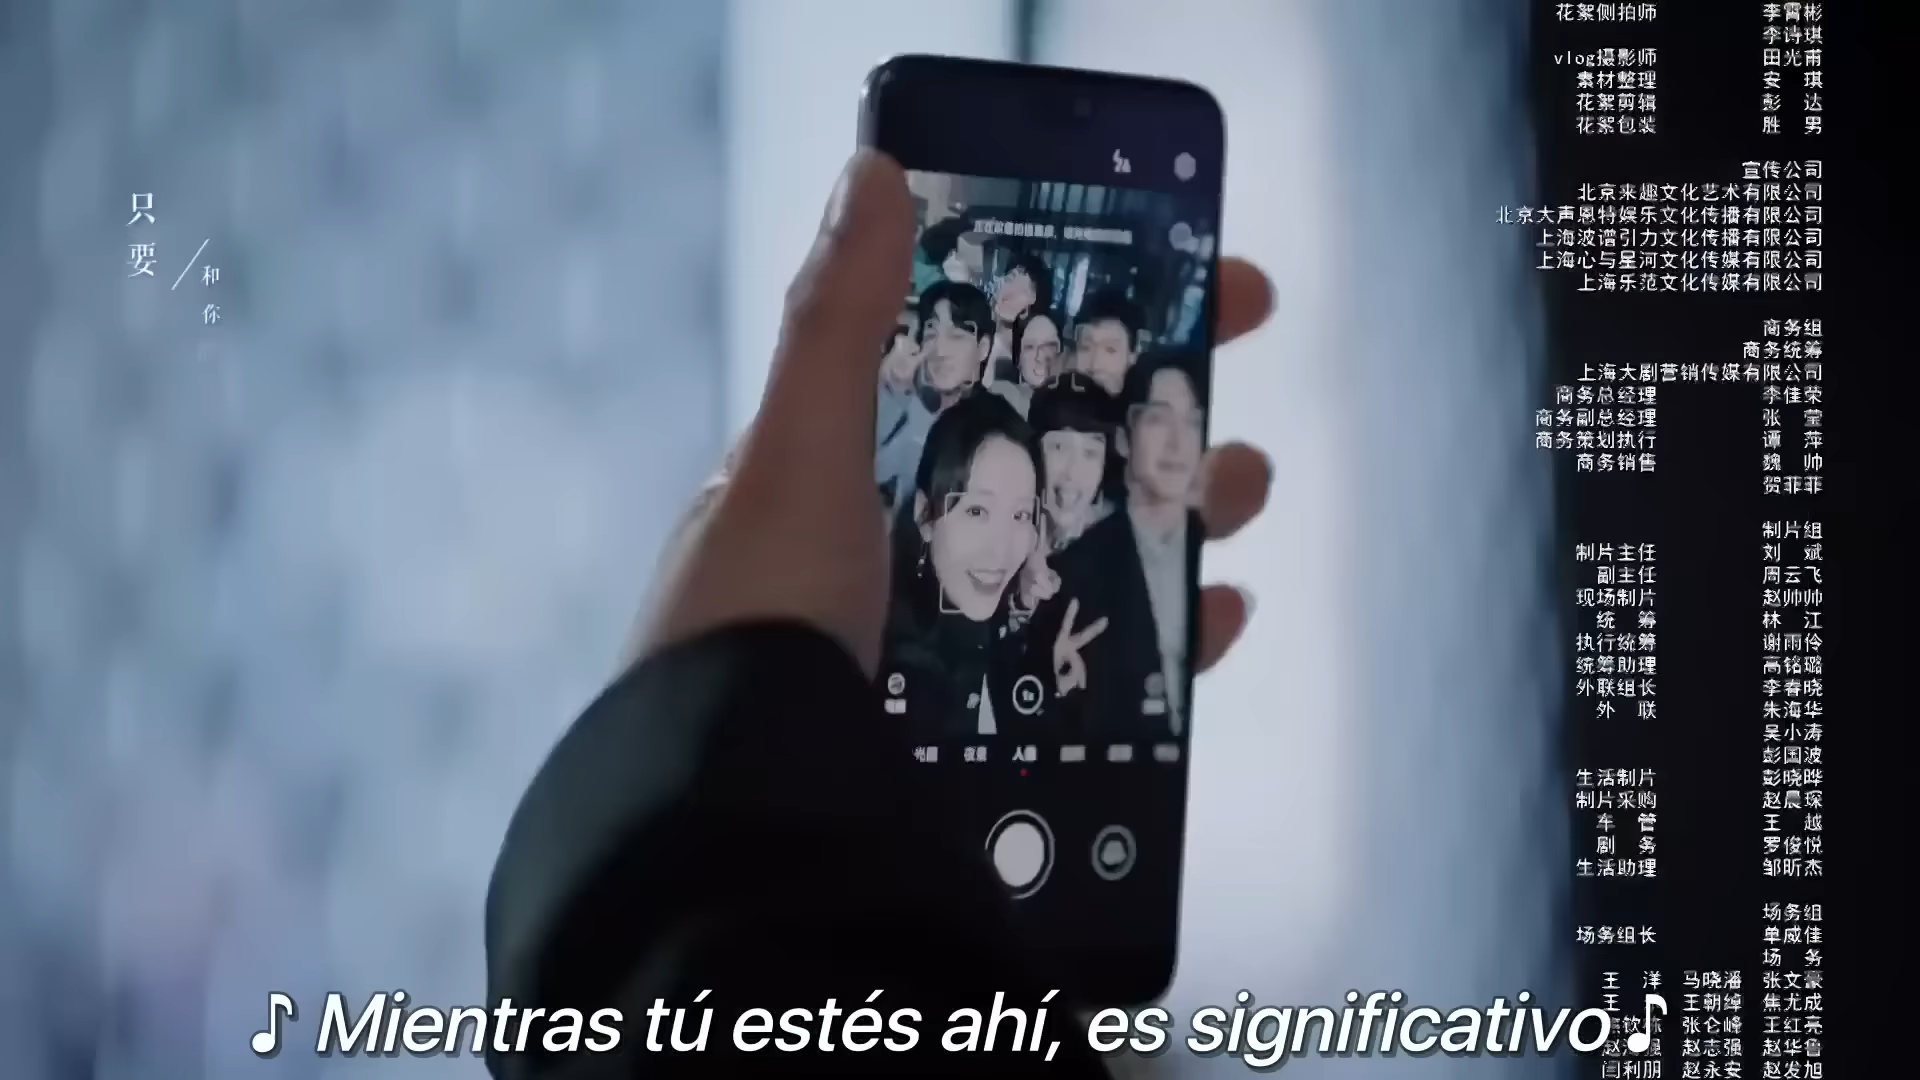 只要
和你
花絮侧拍师 李霄彬
李诗琪
vlog摄影师 田光甫
素材整理 安 琪
花絮剪辑 彭 达
花絮包装 胜 男
宣传公司
北京来趣文化艺术有限公司
北京大声恩特娱乐文化传播有限公司
上海波谱引力文化传播有限公司
上海心与星河文化传媒有限公司
上海乐范文化传媒有限公司
商务组
商务统筹
上海大剧营销传媒有限公司
商务总经理 李佳荣
商务副总经理 张 莹
商务策划执行 谭 萍
商务销售 魏 帅
贺菲菲
制片组
制片主任 刘 斌
副主任 周云飞
现场制片 赵帅帅
统 筹 林 江
执行统筹 谢雨伶
统筹助理 高铭璐
外联组长 李春晓
外 联 朱海华
吴小涛
彭国波
生活制片 彭晓晔
制片采购 赵晨琛
车 管 王 越
剧 务 罗俊悦
生活助理 邹昕杰
场务组
场务组长 单威佳
场 务
王 洋 马晓潘 张文豪
王 王朝绰 焦尤成
钦栋 张仑峰 王红亮
赵海强 赵志强 赵华鲁
闫利朋 赵永安 赵发旭
人像
♪ Mientras tú estés ahí, es significativo ♪